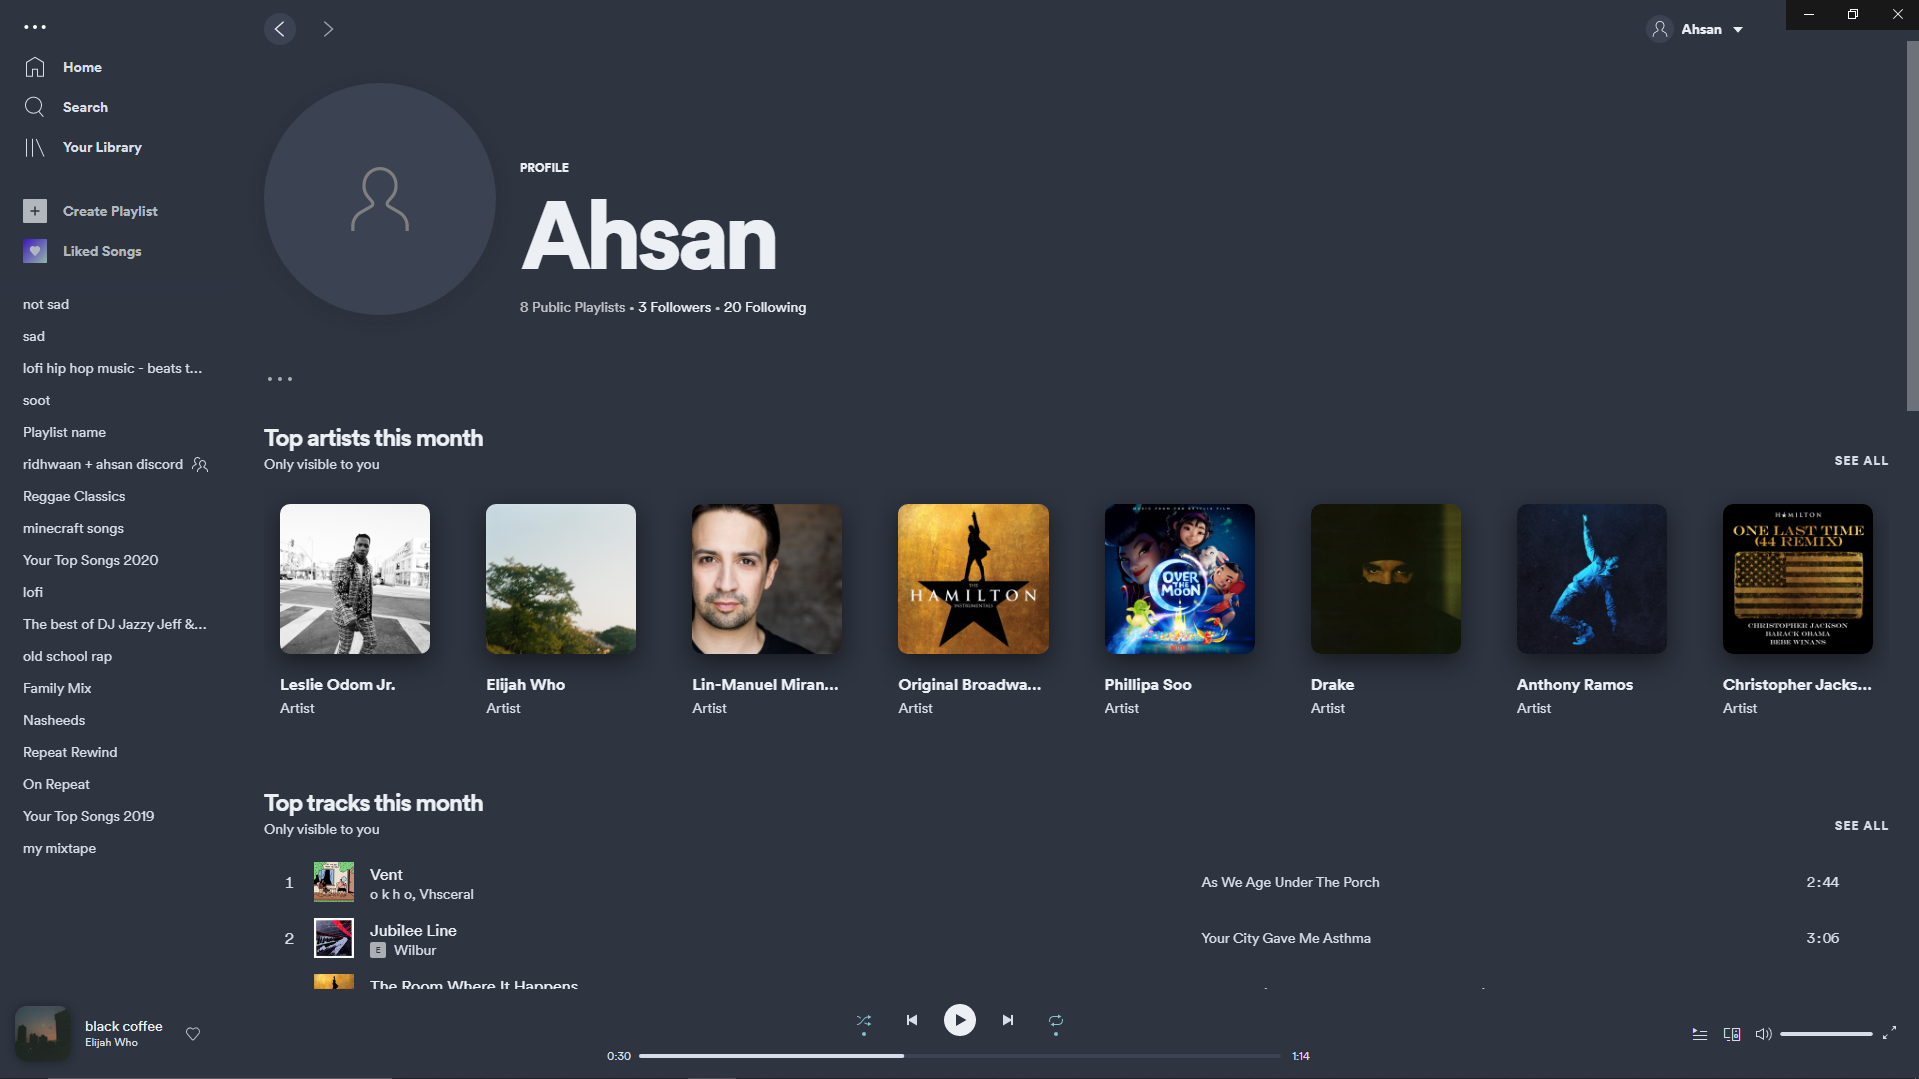 Home
Search
Your Library
Create Playlist
Liked Songs
not sad
sad
lofi hip hop music - beats t...
soot
Playlist name
ridhwaan + ahsan discord
Reggae Classics
minecraft songs
Your Top Songs 2020
lofi
The best of DJ Jazzy Jeff &...
old school rap
Family Mix
Nasheeds
Repeat Rewind
On Repeat
Your Top Songs 2019
my mixtape
Ahsan
PROFILE
Ahsan
8 Public Playlists • 3 Followers • 20 Following
Top artists this month
Only visible to you
SEE ALL
THE
HAMILTON
INSTRUMENTALS
MUSIC FROM THE NETFLIX FILM
OVER
THE
MOON
HAMILTON
ONE LAST TIME
(44 REMIX)
CHRISTOPHER JACKSON
BARACK OBAMA
BEBE WINANS
Leslie Odom Jr.
Artist
Elijah Who
Artist
Lin-Manuel Miran...
Artist
Original Broadwa...
Artist
Phillipa Soo
Artist
Drake
Artist
Anthony Ramos
Artist
Christopher Jacks...
Artist
Top tracks this month
Only visible to you
SEE ALL
1 Vent As We Age Under The Porch 2:44
o k h o, Vhsceral
2 Jubilee Line Your City Gave Me Asthma 3:06
E Wilbur
The Room Where It Happens
black coffee
Elijah Who
0:30 1:14